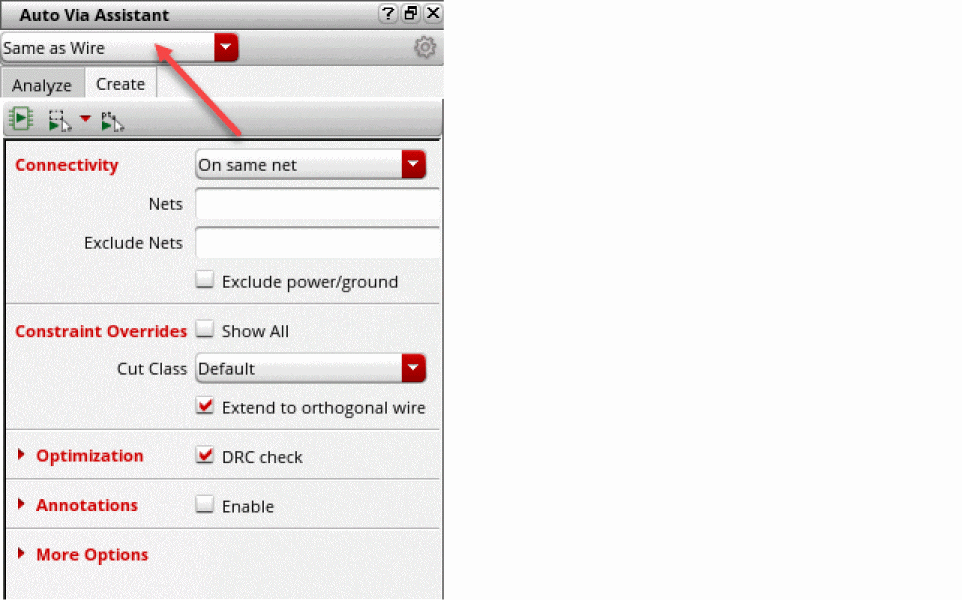 Auto Via Assistant
Same as Wire
Analyze Create
Connectivity On same net
Nets
Exclude Nets
Exclude power/ground
Constraint Overrides Show All
Cut Class Default
Extend to orthogonal wire
Optimization DRC check
Annotations Enable
More Options